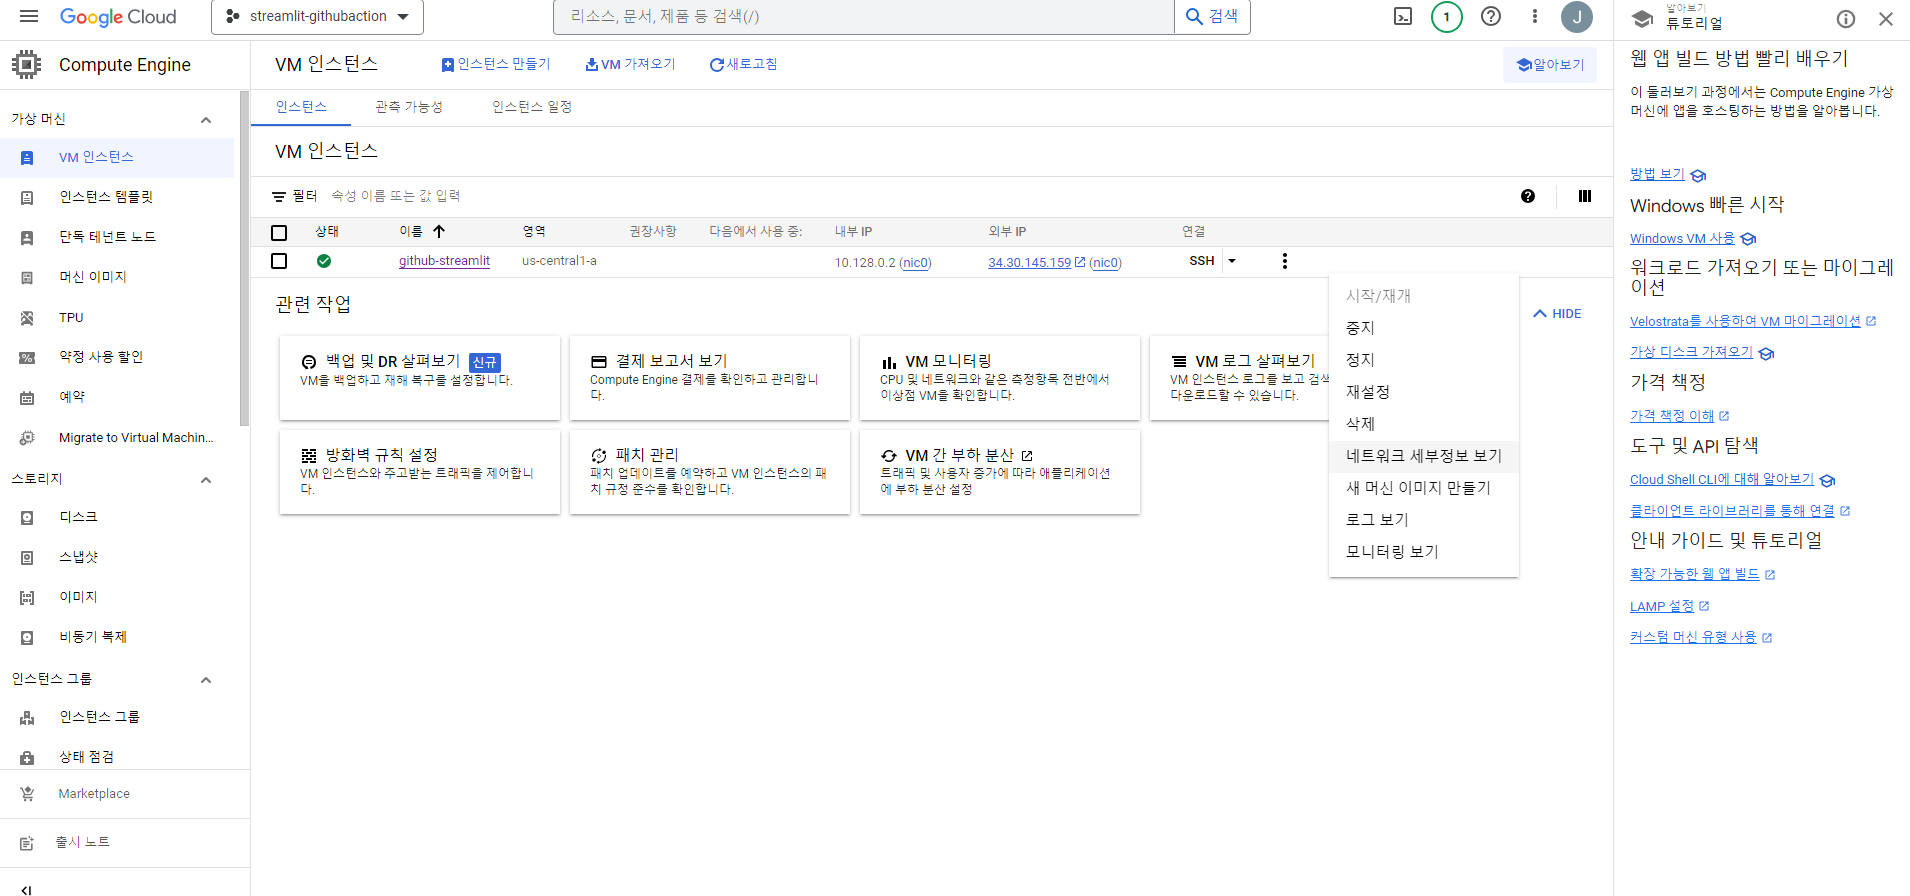 Google Cloud
streamlit-githubaction
리소스, 문서, 제품 등 검색(/)
검색
1
J
알아보기
튜토리얼
Compute Engine
VM 인스턴스
인스턴스 만들기
VM 가져오기
새로고침
알아보기
인스턴스
관측 가능성
인스턴스 일정
가상 머신
VM 인스턴스
인스턴스 템플릿
단독 테넌트 노드
머신 이미지
TPU
약정 사용 할인
예약
Migrate to Virtual Machin...
스토리지
디스크
스냅샷
이미지
비동기 복제
인스턴스 그룹
인스턴스 그룹
상태 점검
Marketplace
출시 노트
VM 인스턴스
필터 속성 이름 또는 값 입력
상태 이름 영역 권장사항 다음에서 사용 중: 내부 IP 외부 IP 연결
github-streamlit us-central1-a 10.128.0.2 (nic0) 34.30.145.159 (nic0) SSH
관련 작업
HIDE
백업 및 DR 살펴보기 신규
VM을 백업하고 재해 복구를 설정합니다.
결제 보고서 보기
Compute Engine 결제를 확인하고 관리합니
다.
VM 모니터링
CPU 및 네트워크와 같은 측정항목 전반에서
이상점 VM을 확인합니다.
VM 로그 살펴보기
VM 인스턴스 로그를 보고 검색
다운로드할 수 있습니다.
방화벽 규칙 설정
VM 인스턴스와 주고받는 트래픽을 제어합니
다.
패치 관리
패치 업데이트를 예약하고 VM 인스턴스의 패
치 규정 준수를 확인합니다.
VM 간 부하 분산
트래픽 및 사용자 증가에 따라 애플리케이션
에 부하 분산 설정
시작/재개
중지
정지
재설정
삭제
네트워크 세부정보 보기
새 머신 이미지 만들기
로그 보기
모니터링 보기
웹 앱 빌드 방법 빨리 배우기
이 둘러보기 과정에서는 Compute Engine 가상
머신에 앱을 호스팅하는 방법을 알아봅니다.
방법 보기
Windows 빠른 시작
Windows VM 사용
워크로드 가져오기 또는 마이그레
이션
Velostrata를 사용하여 VM 마이그레이션
가상 디스크 가져오기
가격 책정
가격 책정 이해
도구 및 API 탐색
Cloud Shell CLI에 대해 알아보기
클라이언트 라이브러리를 통해 연결
안내 가이드 및 튜토리얼
확장 가능한 웹 앱 빌드
LAMP 설정
커스텀 머신 유형 사용